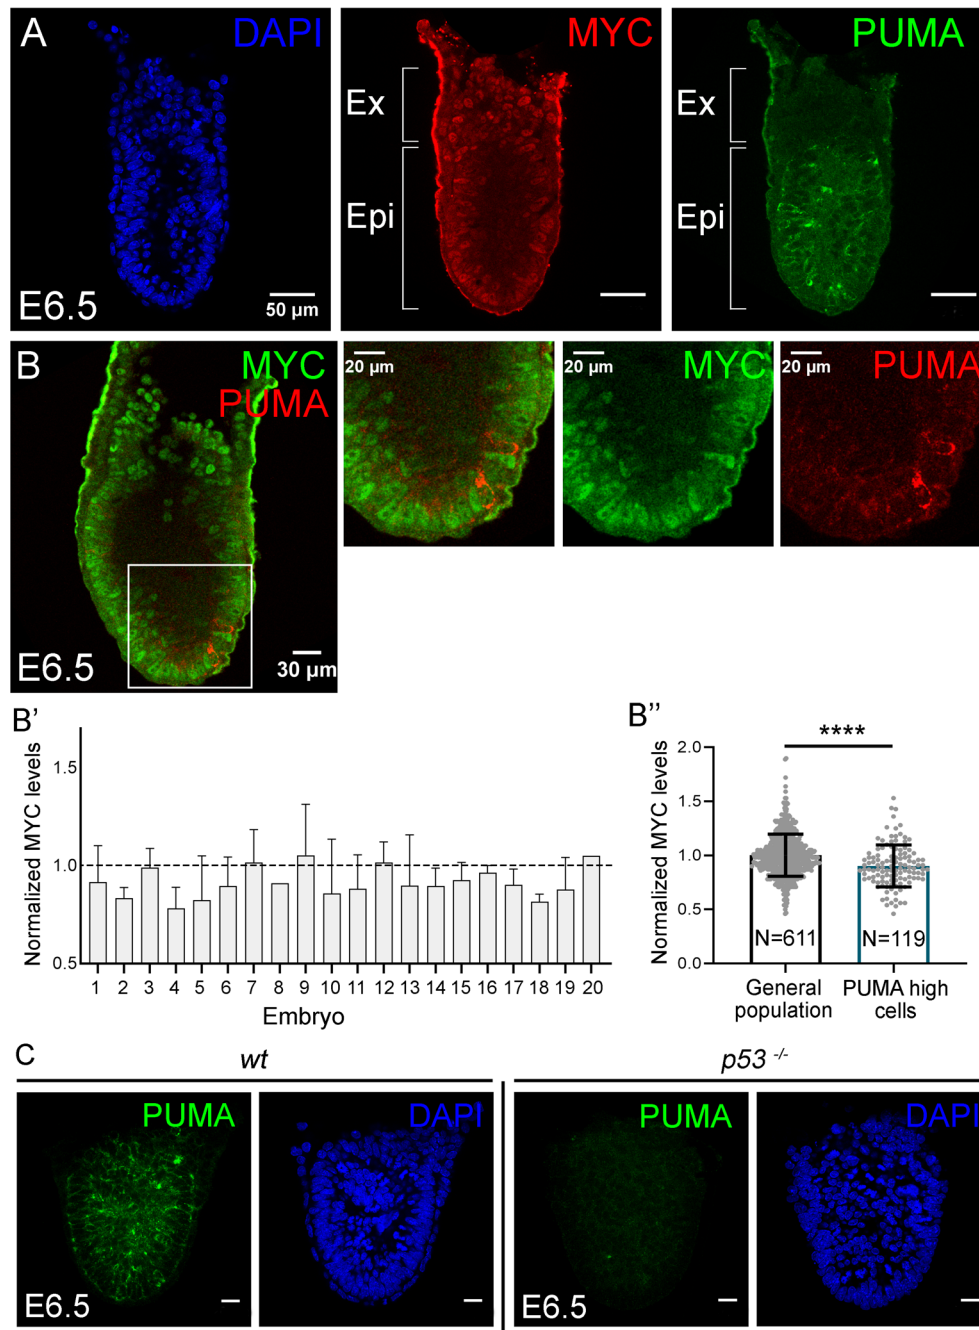 A
DAPI
E6.5
50 µm
MYC
Ex
Epi
PUMA
Ex
Epi
B
MYC
PUMA
E6.5
30 µm
20 µm
20 µm
MYC
20 µm
PUMA
B'
Normalized MYC levels
1.5
1.0
0.5
1 2 3 4 5 6 7 8 9 10 11 12 13 14 15 16 17 18 19 20
Embryo
B''
Normalized MYC levels
2.0
1.5
1.0
0.5
0.0
****
N=611
N=119
General
population
PUMA high
cells
C
wt
p53 -/-
PUMA
E6.5
DAPI
PUMA
E6.5
DAPI